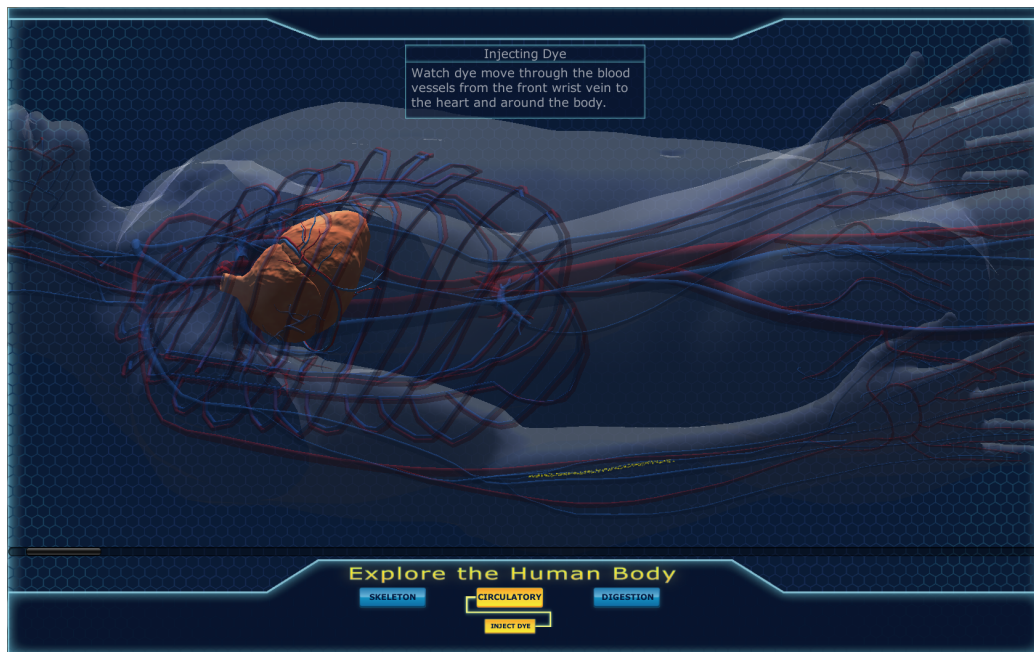 Injecting Dye
Watch dye move through the blood
vessels from the front wrist vein to
the heart and around the body.
Explore the Human Body
SKELETON
CIRCULATORY
DIGESTION
INJECT DYE